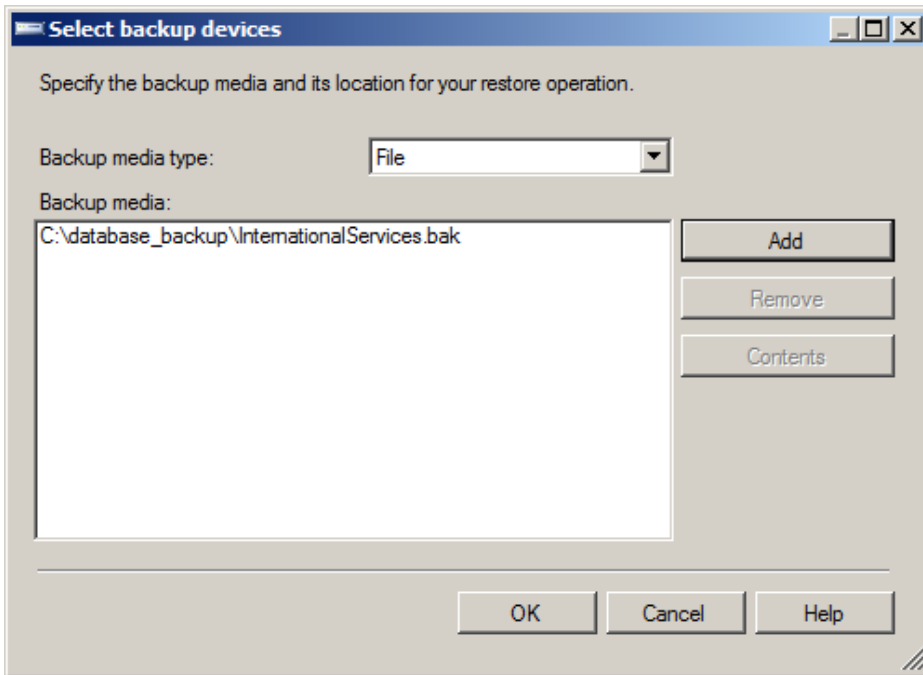 Select backup devices
Specify the backup media and its location for your restore operation.
Backup media type:
File
Backup media:
C:\database_backup\InternationalServices.bak
Add
Remove
Contents
OK
Cancel
Help